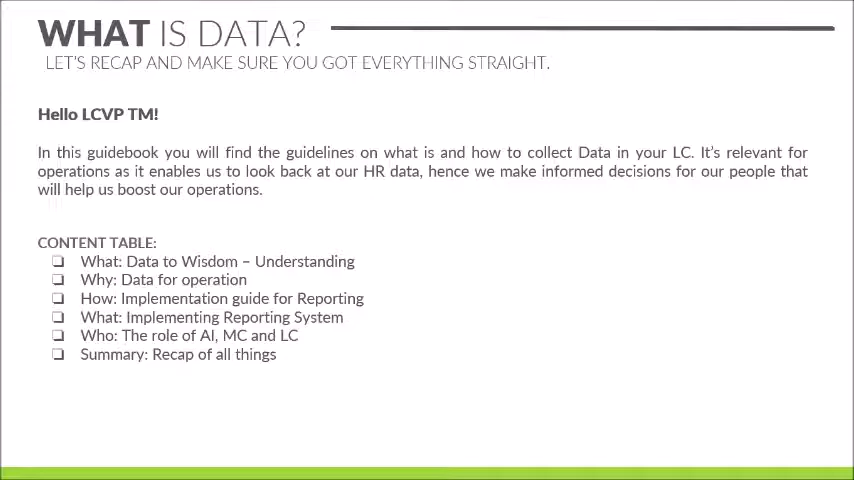 WHAT IS DATA?
LET'S RECAP AND MAKE SURE YOU GOT EVERYTHING STRAIGHT.
Hello LCVP TM!
In this guidebook you will find the guidelines on what is and how to collect Data in your LC. It's relevant for
operations as it enables us to look back at our HR data, hence we make informed decisions for our people that
will help us boost our operations.
CONTENT TABLE:
❑ What: Data to Wisdom – Understanding
❑ Why: Data for operation
❑ How: Implementation guide for Reporting
❑ What: Implementing Reporting System
❑ Who: The role of AI, MC and LC
❑ Summary: Recap of all things